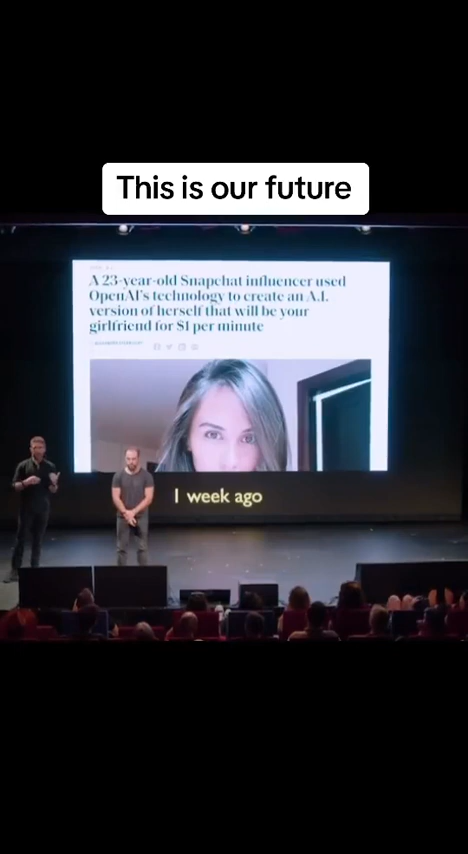 This is our future
A 23-year-old Snapchat influencer used
OpenAI's technology to create an A.I.
version of herself that will be your
girlfriend for $1 per minute
1 week ago